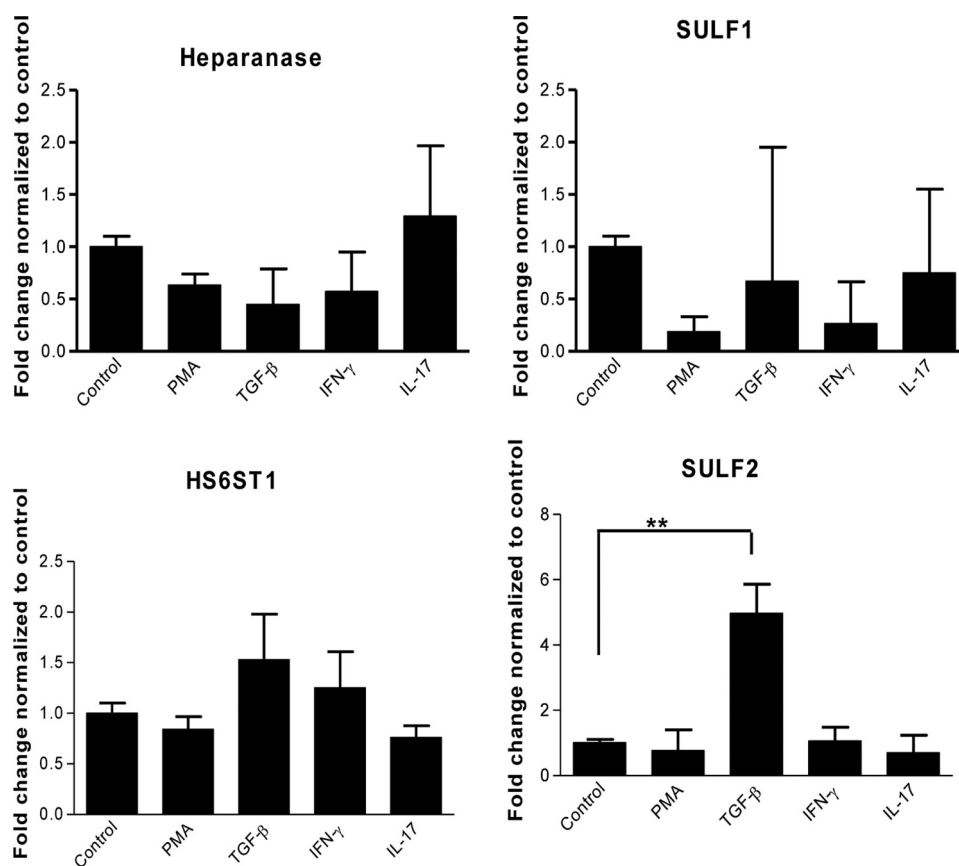 Heparanase
Fold change normalized to control
2.5
2.0
1.5
1.0
0.5
0.0
Control
PMA
TGF-β
IFN-γ
IL-17
SULF1
Fold change normalized to control
2.5
2.0
1.5
1.0
0.5
0.0
Control
PMA
TGF-β
IFN-γ
IL-17
HS6ST1
Fold change normalized to control
2.5
2.0
1.5
1.0
0.5
0.0
Control
PMA
TGF-β
IFN-γ
IL-17
SULF2
Fold change normalized to control
8
6
4
2
0
**
Control
PMA
TGF-β
IFN-γ
IL-17